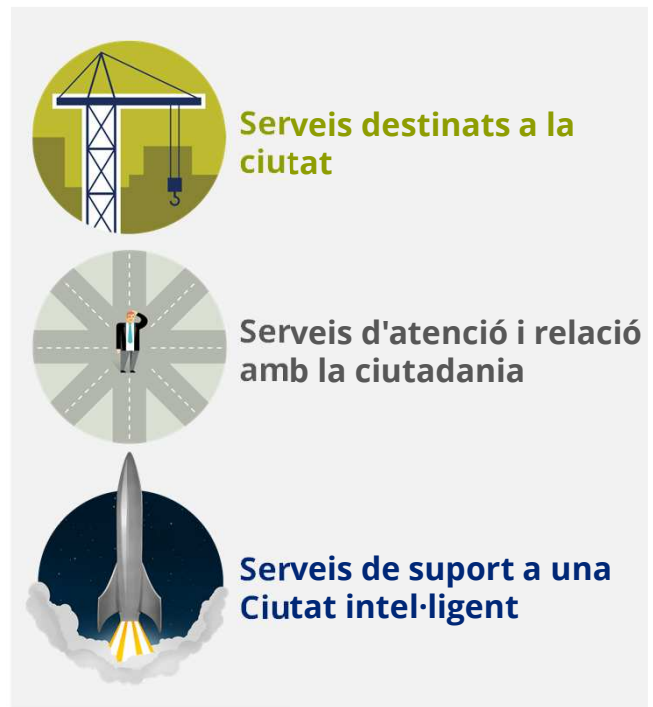 Serveis destinats a la
ciutat
Serveis d'atenció i relació
amb la ciutadania
Serveis de suport a una
Ciutat intel·ligent